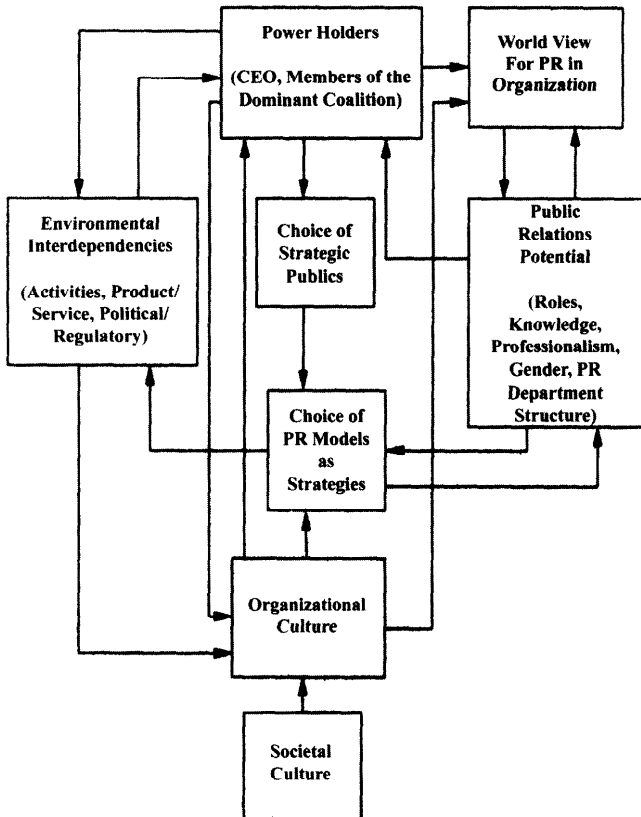 Power Holders
(CEO, Members of the
Dominant Coalition)
World View
For PR in
Organization
Environmental
Interdependencies
(Activities, Product/
Service, Political/
Regulatory)
Choice of
Strategic
Publics
Public
Relations
Potential
(Roles,
Knowledge,
Professionalism,
Gender, PR
Department
Structure)
Choice of
PR Models
as
Strategies
Organizational
Culture
Societal
Culture